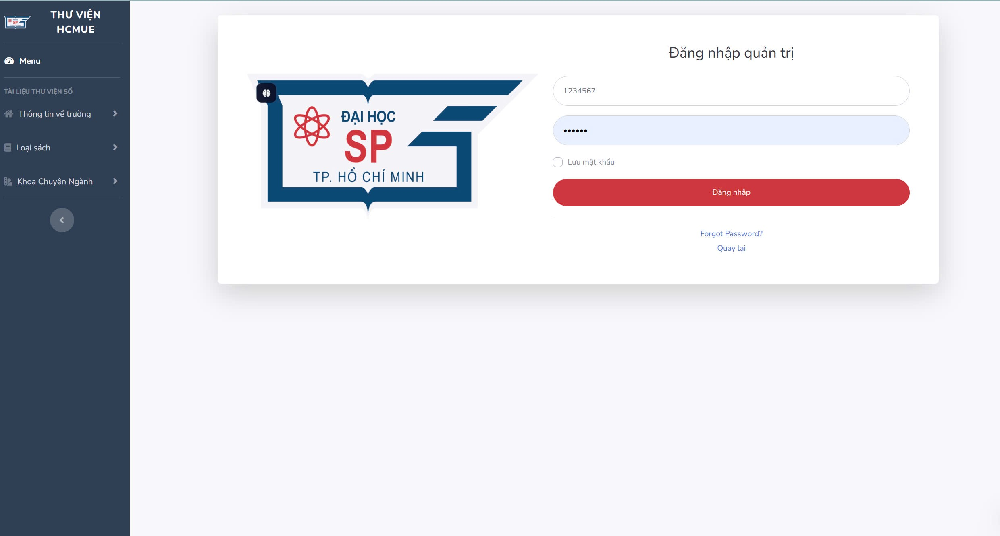 THƯ VIỆN
HCMUE
Menu
TÀI LIỆU THƯ VIỆN SỐ
Thông tin về trường
Loại sách
Khoa Chuyên Ngành
ĐẠI HỌC
SP
TP. HỒ CHÍ MINH
Đăng nhập quản trị
1234567
••••••
Lưu mật khẩu
Đăng nhập
Forgot Password?
Quay lại